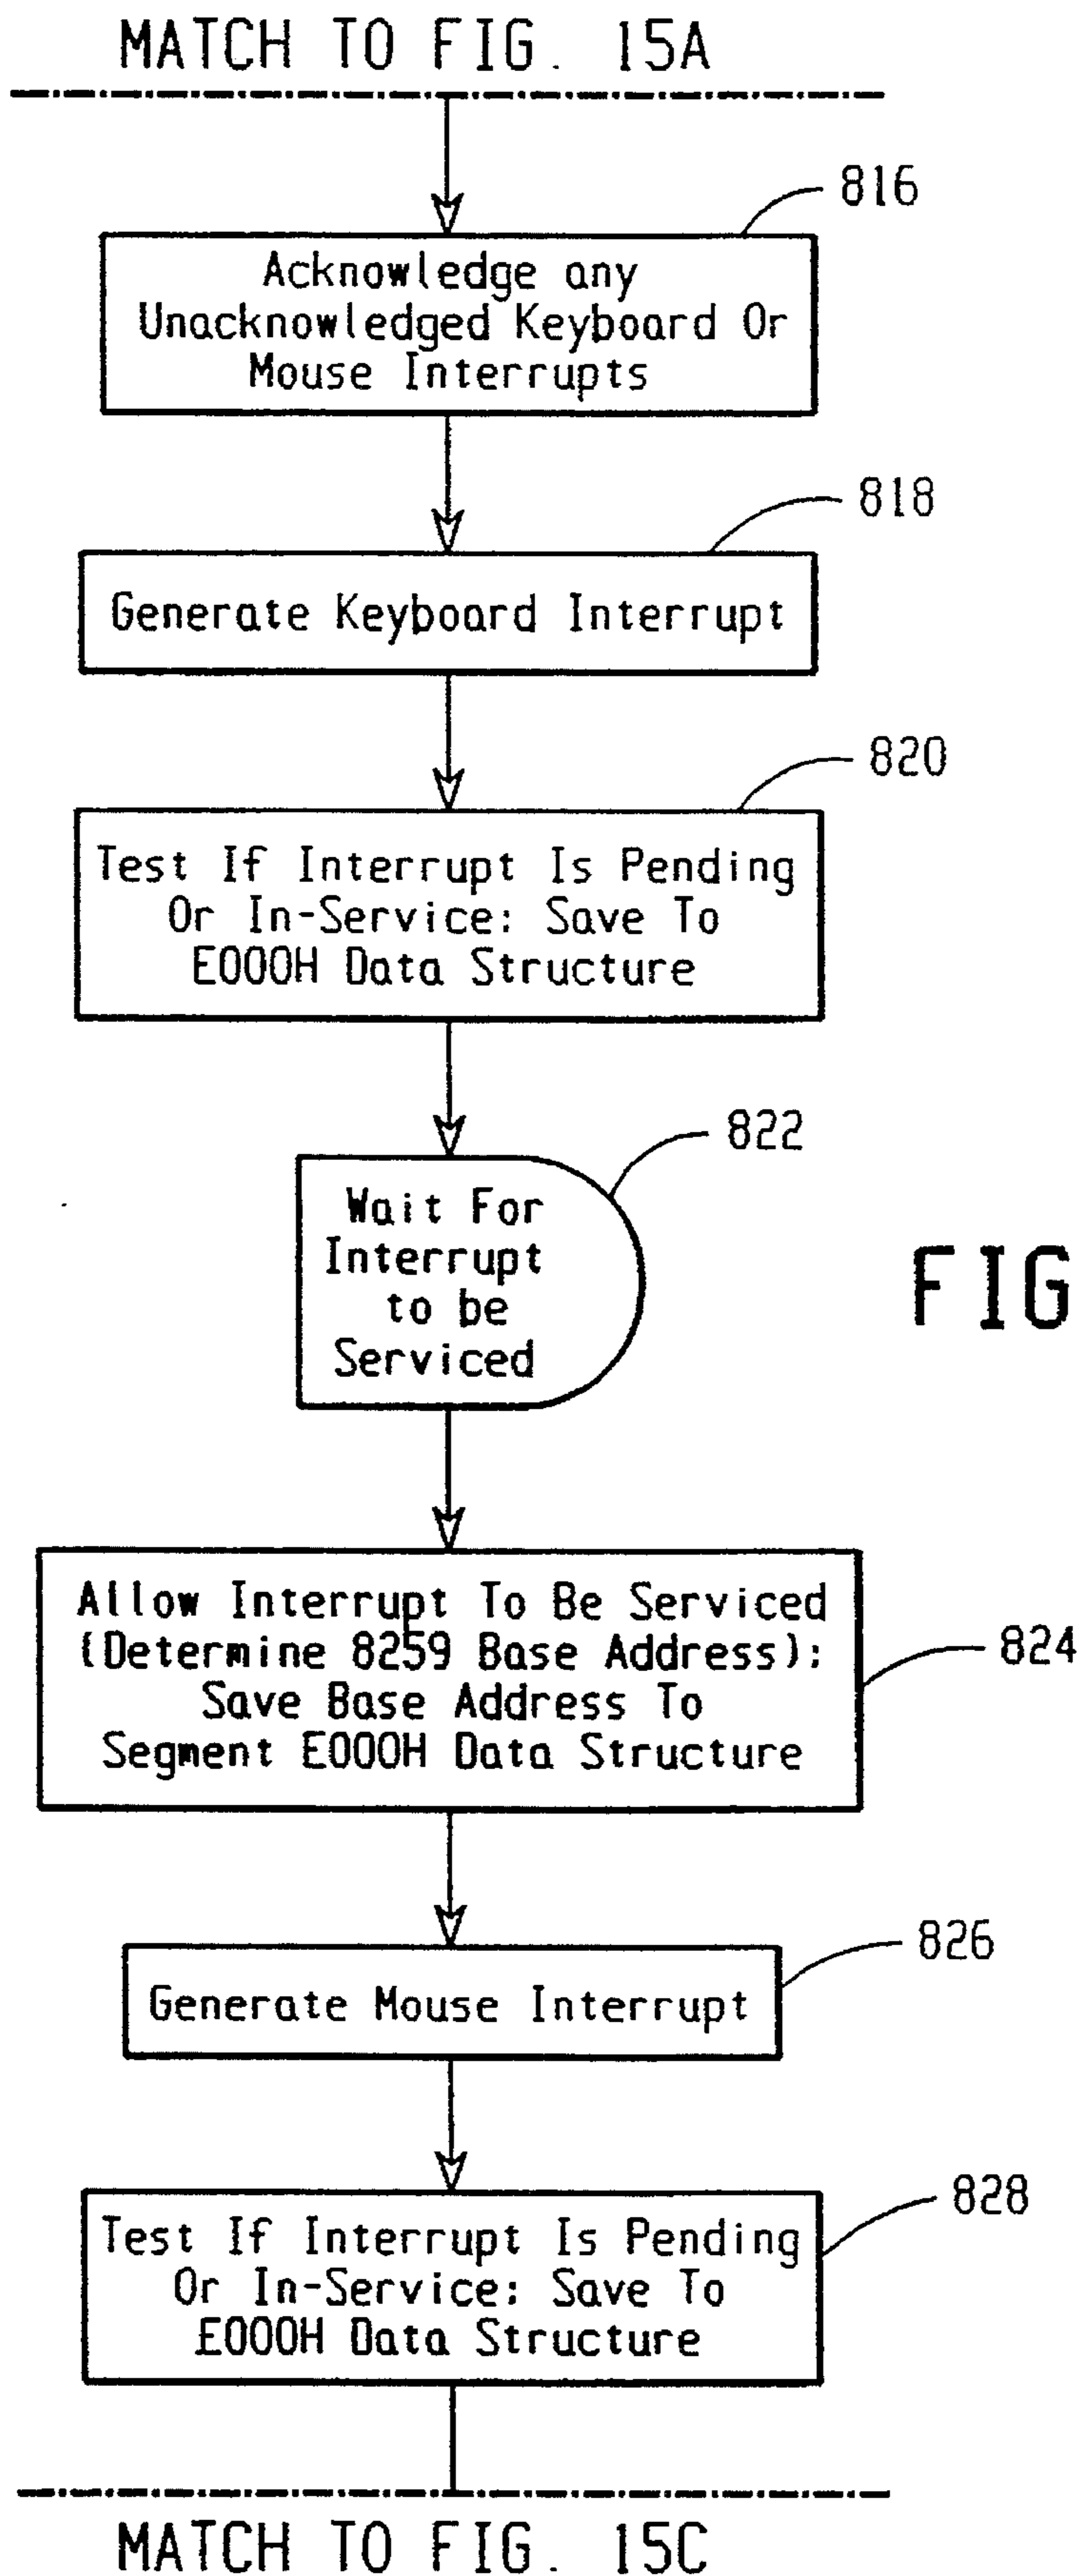 MATCH TO FIG. 15A
816
Acknowledge any
Unacknowledged Keyboard Or
Mouse Interrupts
818
Generate Keyboard Interrupt
820
Test If Interrupt Is Pending
Or In-Service: Save To
E000H Data Structure
822
Wait For
Interrupt
to be
Serviced
FIG
824
Allow Interrupt To Be Serviced
(Determine 8259 Base Address):
Save Base Address To
Segment E000H Data Structure
826
Generate Mouse Interrupt
828
Test If Interrupt Is Pending
Or In-Service: Save To
E000H Data Structure
MATCH TO FIG. 15C